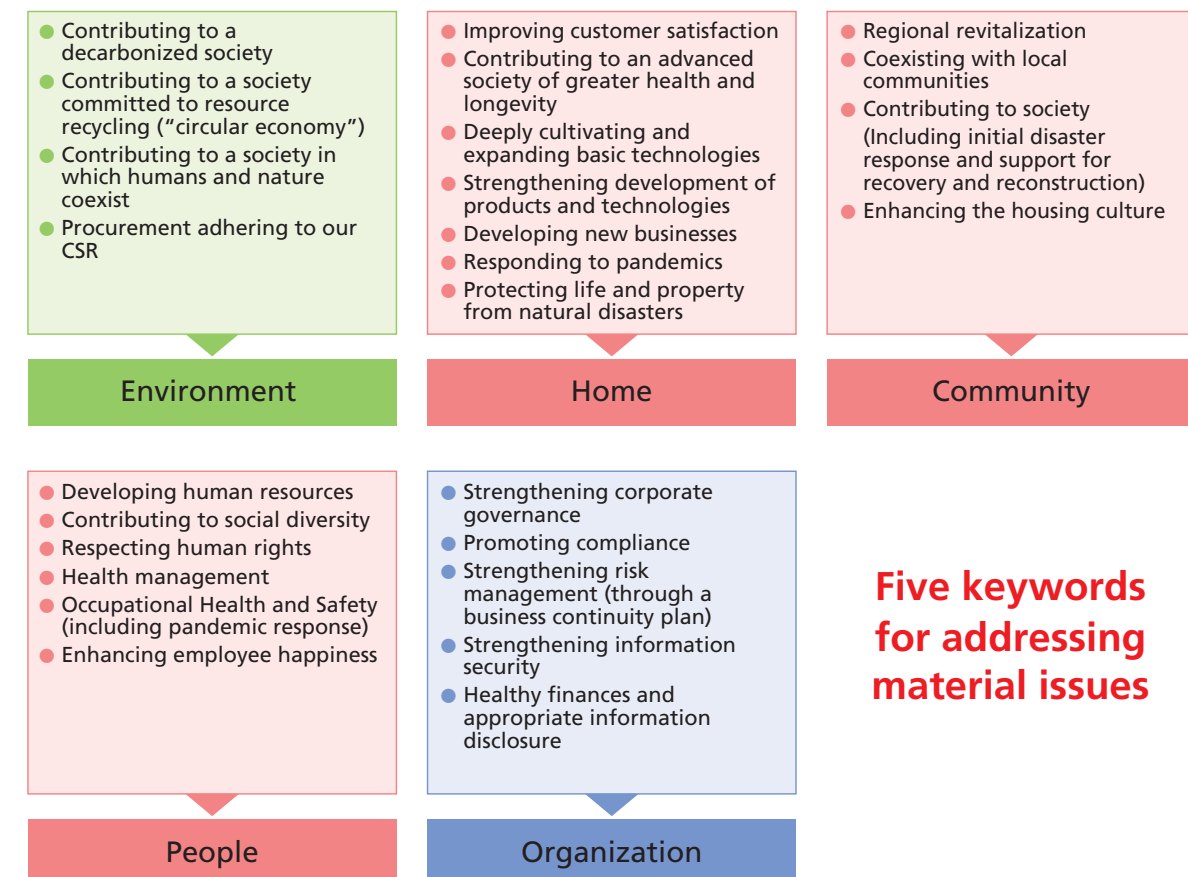 ● Contributing to a
decarbonized society
● Contributing to a society
committed to resource
recycling (“circular economy”)
● Contributing to a society in
which humans and nature
coexist
● Procurement adhering to our
CSR
Environment
● Improving customer satisfaction
● Contributing to an advanced
society of greater health and
longevity
● Deeply cultivating and
expanding basic technologies
● Strengthening development of
products and technologies
● Developing new businesses
● Responding to pandemics
● Protecting life and property
from natural disasters
Home
● Regional revitalization
● Coexisting with local
communities
● Contributing to society
(Including initial disaster
response and support for
recovery and reconstruction)
● Enhancing the housing culture
Community
● Developing human resources
● Contributing to social diversity
● Respecting human rights
● Health management
● Occupational Health and Safety
(including pandemic response)
● Enhancing employee happiness
People
● Strengthening corporate
governance
● Promoting compliance
● Strengthening risk
management (through a
business continuity plan)
● Strengthening information
security
● Healthy finances and
appropriate information
disclosure
Organization
Five keywords
for addressing
material issues